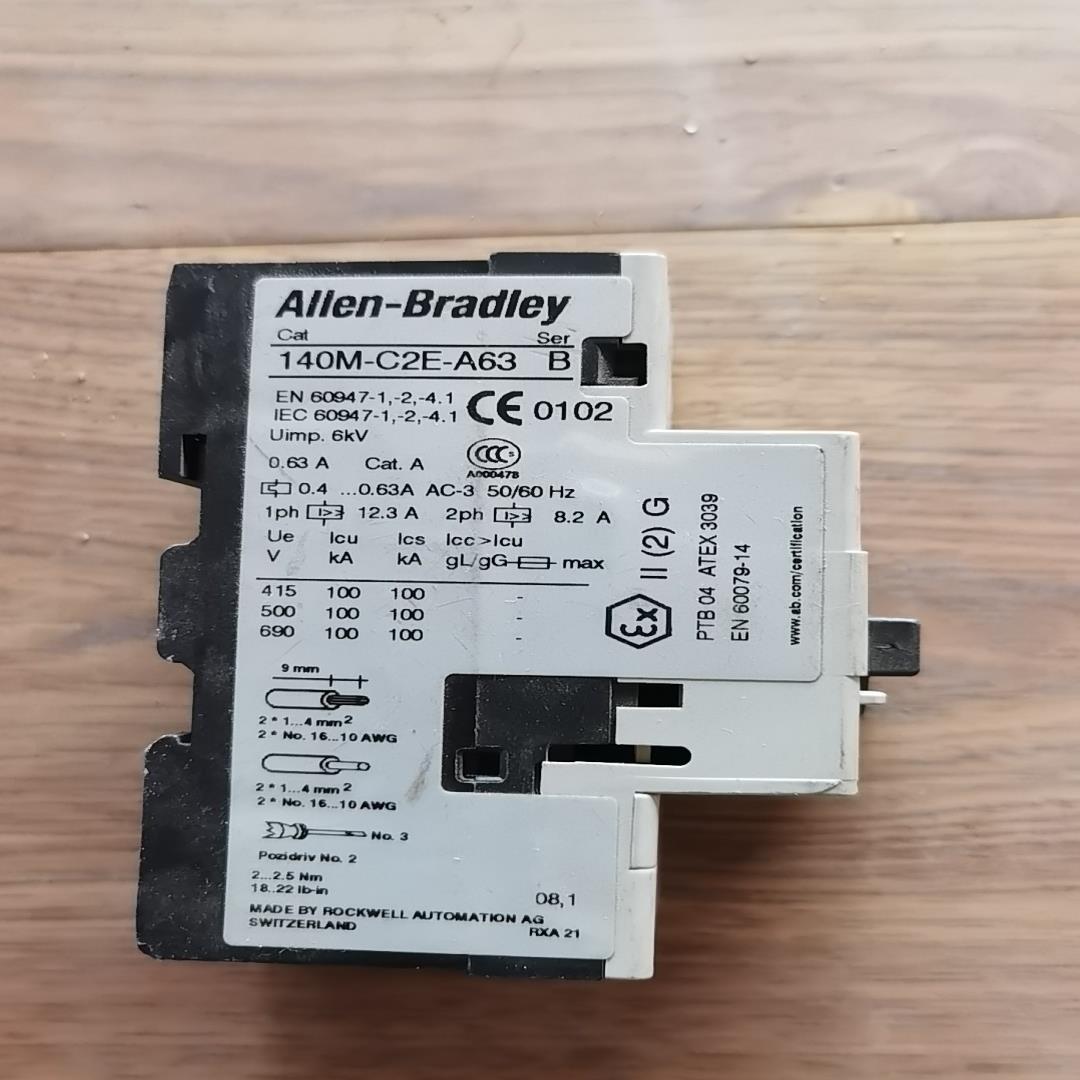 Allen-Bradley
Cat Ser
140M-C2E-A63 B
EN 60947-1,-2,-4.1
IEC 60947-1,-2,-4.1
CE 0102
Uimp. 6kV
CCC S
A000478
0.63 A Cat. A
0.4 ...0.63A AC-3 50/60 Hz
1ph I> 12.3 A 2ph I> 8.2 A
Ue Icu Ics Icc>Icu
V kA kA gL/gG max
415 100 100 -
500 100 100 -
690 100 100 -
Ex II (2) G
PTB 04 ATEX 3039
EN 60079-14
www.ab.com/certification
9 mm
2 * 1...4 mm2
2 * No. 16...10 AWG
2 * 1...4 mm2
2 * No. 16...10 AWG
No. 3
Pozidriv No. 2
2...2.5 Nm
18..22 lb-in
08,1
MADE BY ROCKWELL AUTOMATION AG
SWITZERLAND RXA 21